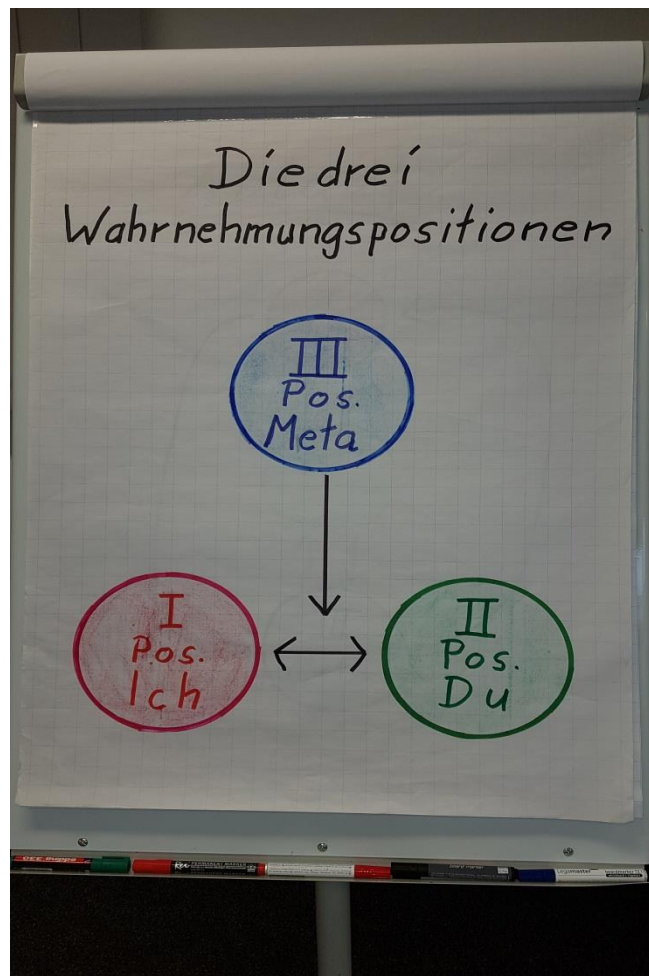 Die drei
Wahrnehmungspositionen
III
Pos.
Meta
I
Pos.
Ich
II
Pos.
Du